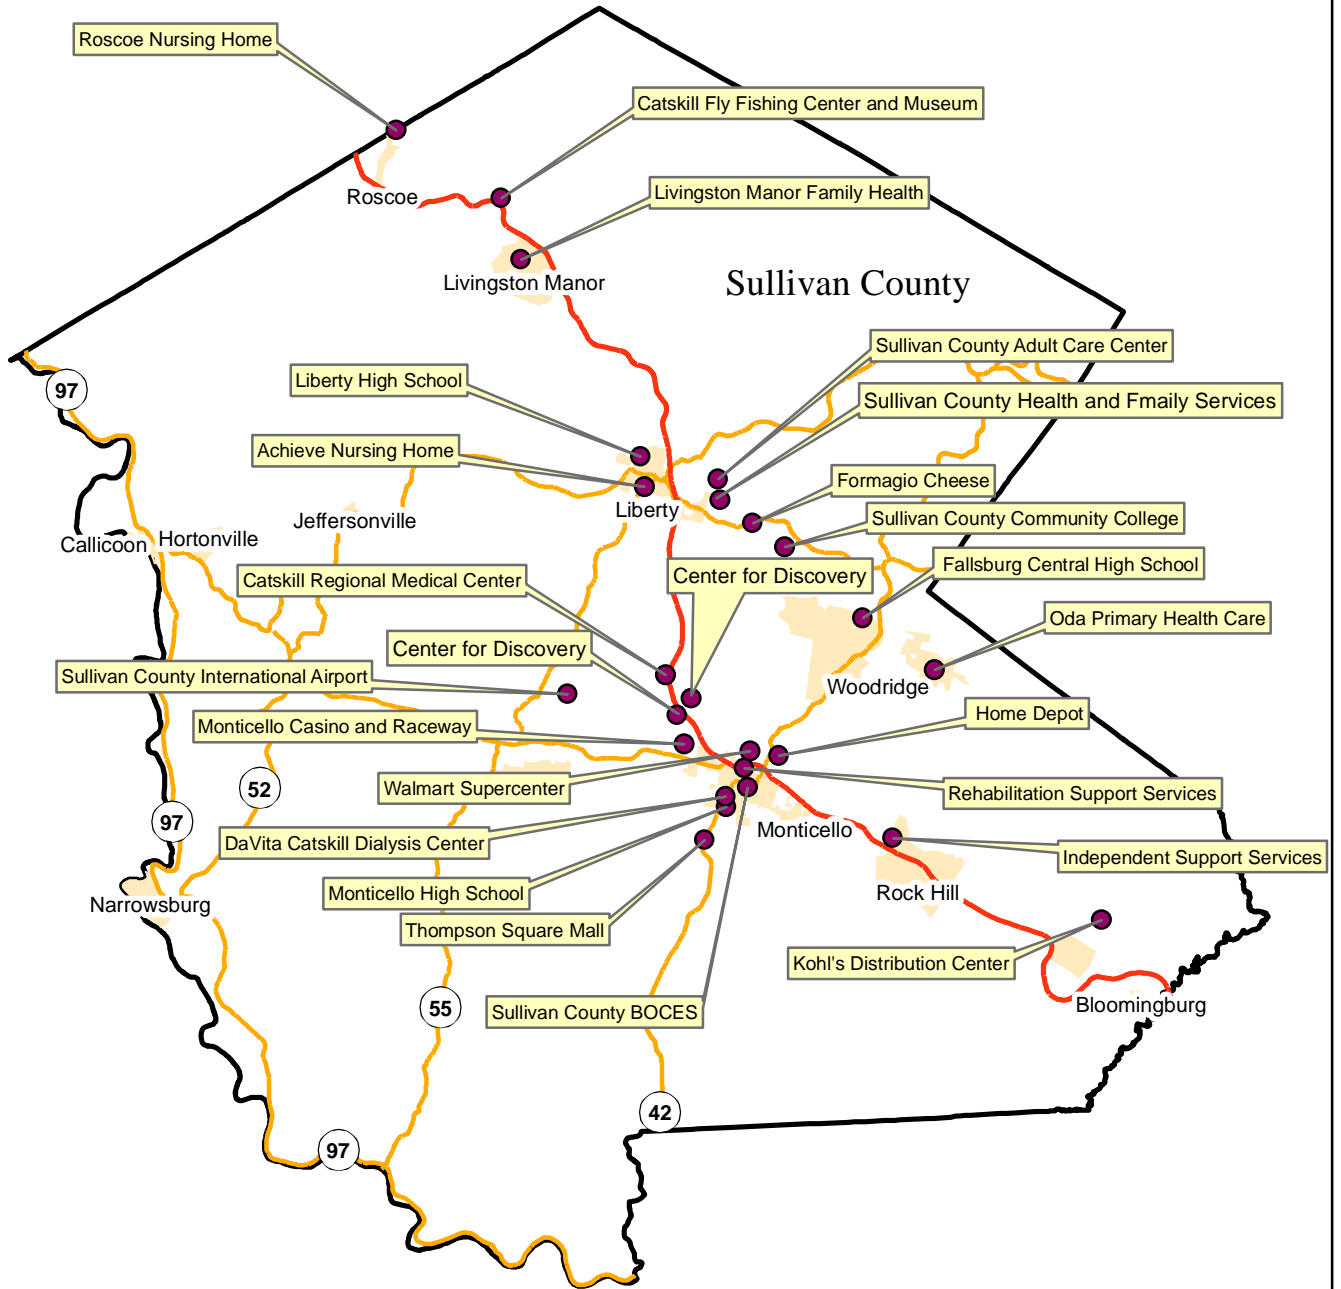 Roscoe Nursing Home
Catskill Fly Fishing Center and Museum
Roscoe
Livingston Manor Family Health
Livingston Manor
Sullivan County
Sullivan County Adult Care Center
97
Liberty High School
Sullivan County Health and Fmaily Services
Achieve Nursing Home
Formagio Cheese
Liberty
Jeffersonville
Sullivan County Community College
Callicoon
Hortonville
Catskill Regional Medical Center
Center for Discovery
Fallsburg Central High School
Oda Primary Health Care
Center for Discovery
Sullivan County International Airport
Woodridge
Monticello Casino and Raceway
Home Depot
Walmart Supercenter
52
Rehabilitation Support Services
97
Monticello
DaVita Catskill Dialysis Center
Independent Support Services
Monticello High School
Rock Hill
Narrowsburg
Thompson Square Mall
Kohl's Distribution Center
55
Sullivan County BOCES
Bloomingburg
42
97